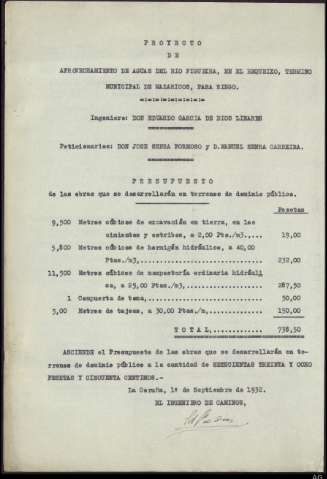 PROYECTO
DE
APROVECHAMIENTO DE AGUAS DEL RIO FIGUEIRA, EN EL REQUEIXO, TERMINO
MUNICIPAL DE MAZARICOS, PARA RIEGO.
Ingeniero: DON EDUARDO GARCIA DE DIOS LINARES
Peticionarios: DON JOSE SENRA FORMOSO y D.MANUEL SENRA CARREIRA.
PRESUPUESTO
de las obras que se desarrollarán en terrenos de dominio público.
Pesetas
9,500 Metros cúbicos de excavación en tierra, en los
cimientos y estribos, a 2,00 Pts./m3.,... 19,00
5,800 Metros cúbicos de hormigón hidráulico, a 40,00
Ptas./m3,............. 232,00
11,500 Metros cúbicos de mampostería ordinaria hidrául
ca, a 25,00 Ptas./m3,............. 287,50
1 Compuerta de toma,............. 50,00
5,00 Metros de tajeas, a 30,00 Ptas./m,............. 150,00
TOTAL,............. 738,50
ASCIENDE el Presupuesto de las obras que se desarrollarán en te-
rrenos de dominio público a la cantidad de SETECIENTAS TREINTA Y OCHO
PESETAS Y CINCUENTA CENTIMOS.-
La Coruña, 1º de Septiembre de 1932.
EL INGENIERO DE CAMINOS,
AG